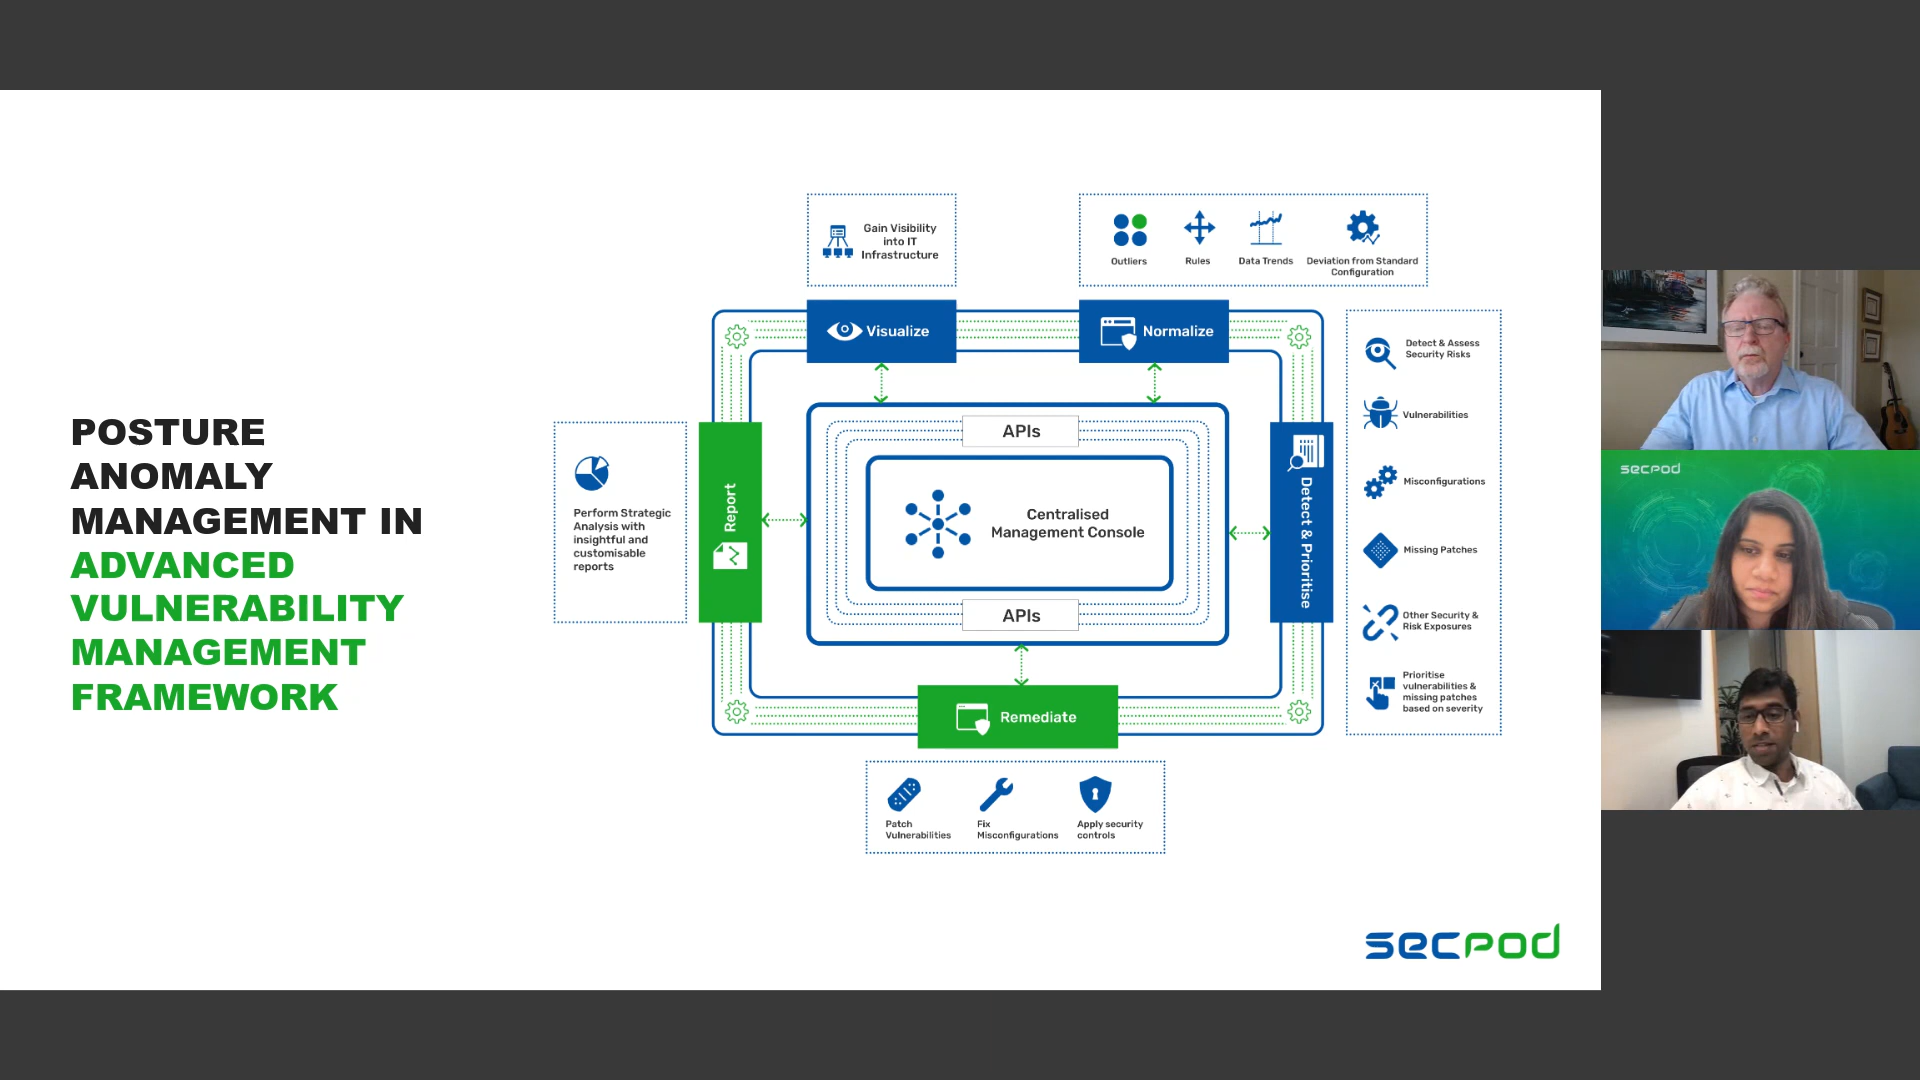 POSTURE
ANOMALY
MANAGEMENT IN
ADVANCED
VULNERABILITY
MANAGEMENT
FRAMEWORK
Gain Visibility
into IT
Infrastructure
Outliers
Rules
Data Trends
Deviation from Standard
Configuration
Visualize
Normalize
Report
Perform Strategic
Analysis with
insightful and
customisable
reports
APIs
Centralised
Management Console
APIs
Detect & Prioritise
Detect & Assess
Security Risks
Vulnerabilities
Misconfigurations
Missing Patches
Other Security &
Risk Exposures
Prioritise
vulnerabilities &
missing patches
based on severity
Remediate
Patch
Vulnerabilities
Fix
Misconfigurations
Apply security
controls
secpod
secpod